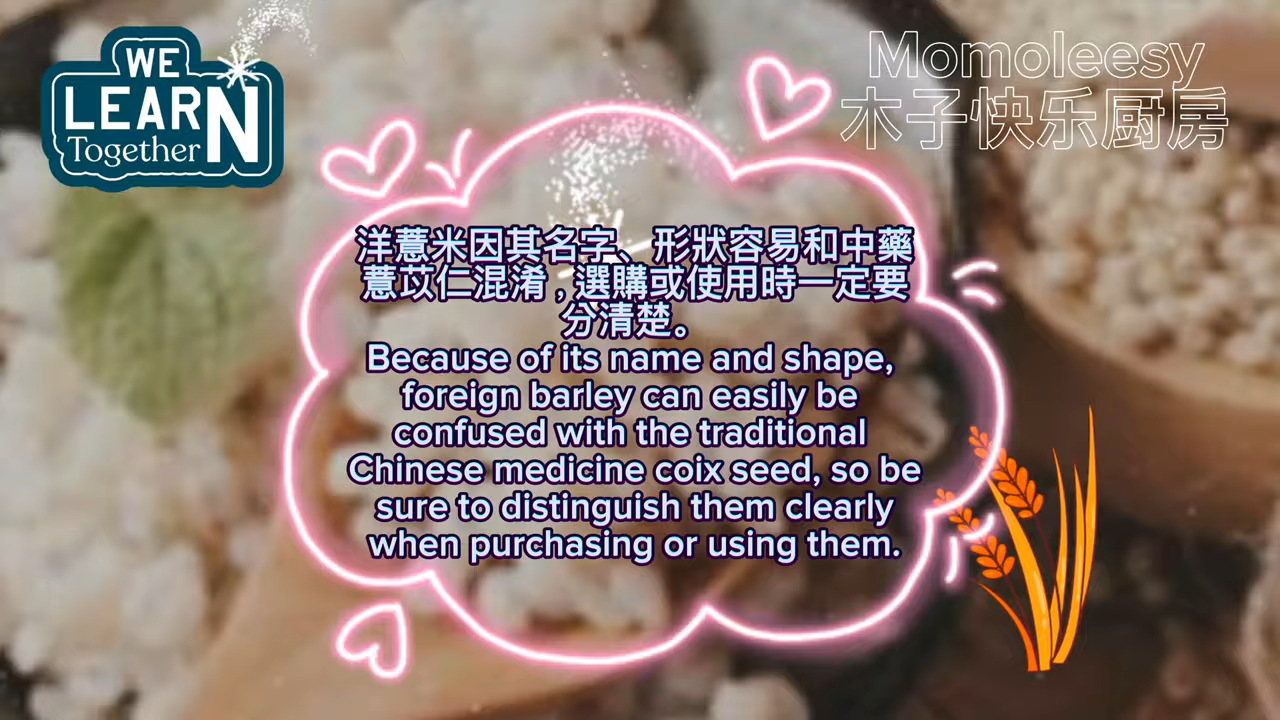 WE
LEARN
Together
Momoleesy
木子快乐厨房
洋薏米因其名字、形狀容易和中藥
薏苡仁混淆 , 選購或使用時一定要
分清楚。
Because of its name and shape,
foreign barley can easily be
confused with the traditional
Chinese medicine coix seed, so be
sure to distinguish them clearly
when purchasing or using them.